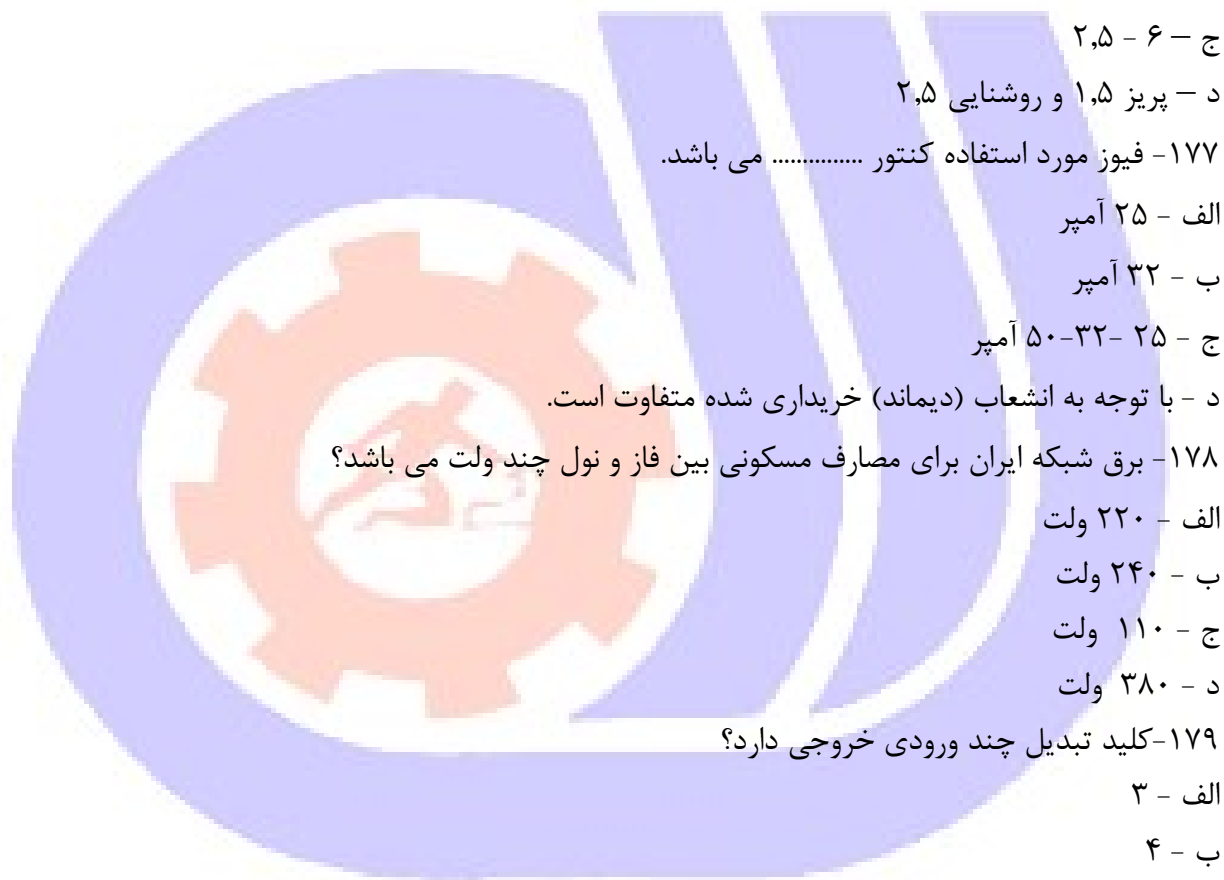 ج – ۶ - ۲,۵
د – پریز ۱,۵ و روشنایی ۲,۵
۱۷۷- فیوز مورد استفاده کنتور ............... می باشد.
الف - ۲۵ آمپر
ب - ۳۲ آمپر
ج - ۲۵ -۳۲-۵۰ آمپر
د - با توجه به انشعاب (دیماند) خریداری شده متفاوت است.
۱۷۸- برق شبکه ایران برای مصارف مسکونی بین فاز و نول چند ولت می باشد؟
الف - ۲۲۰ ولت
ب - ۲۴۰ ولت
ج - ۱۱۰ ولت
د - ۳۸۰ ولت
۱۷۹-کلید تبدیل چند ورودی خروجی دارد؟
الف - ۳
ب - ۴